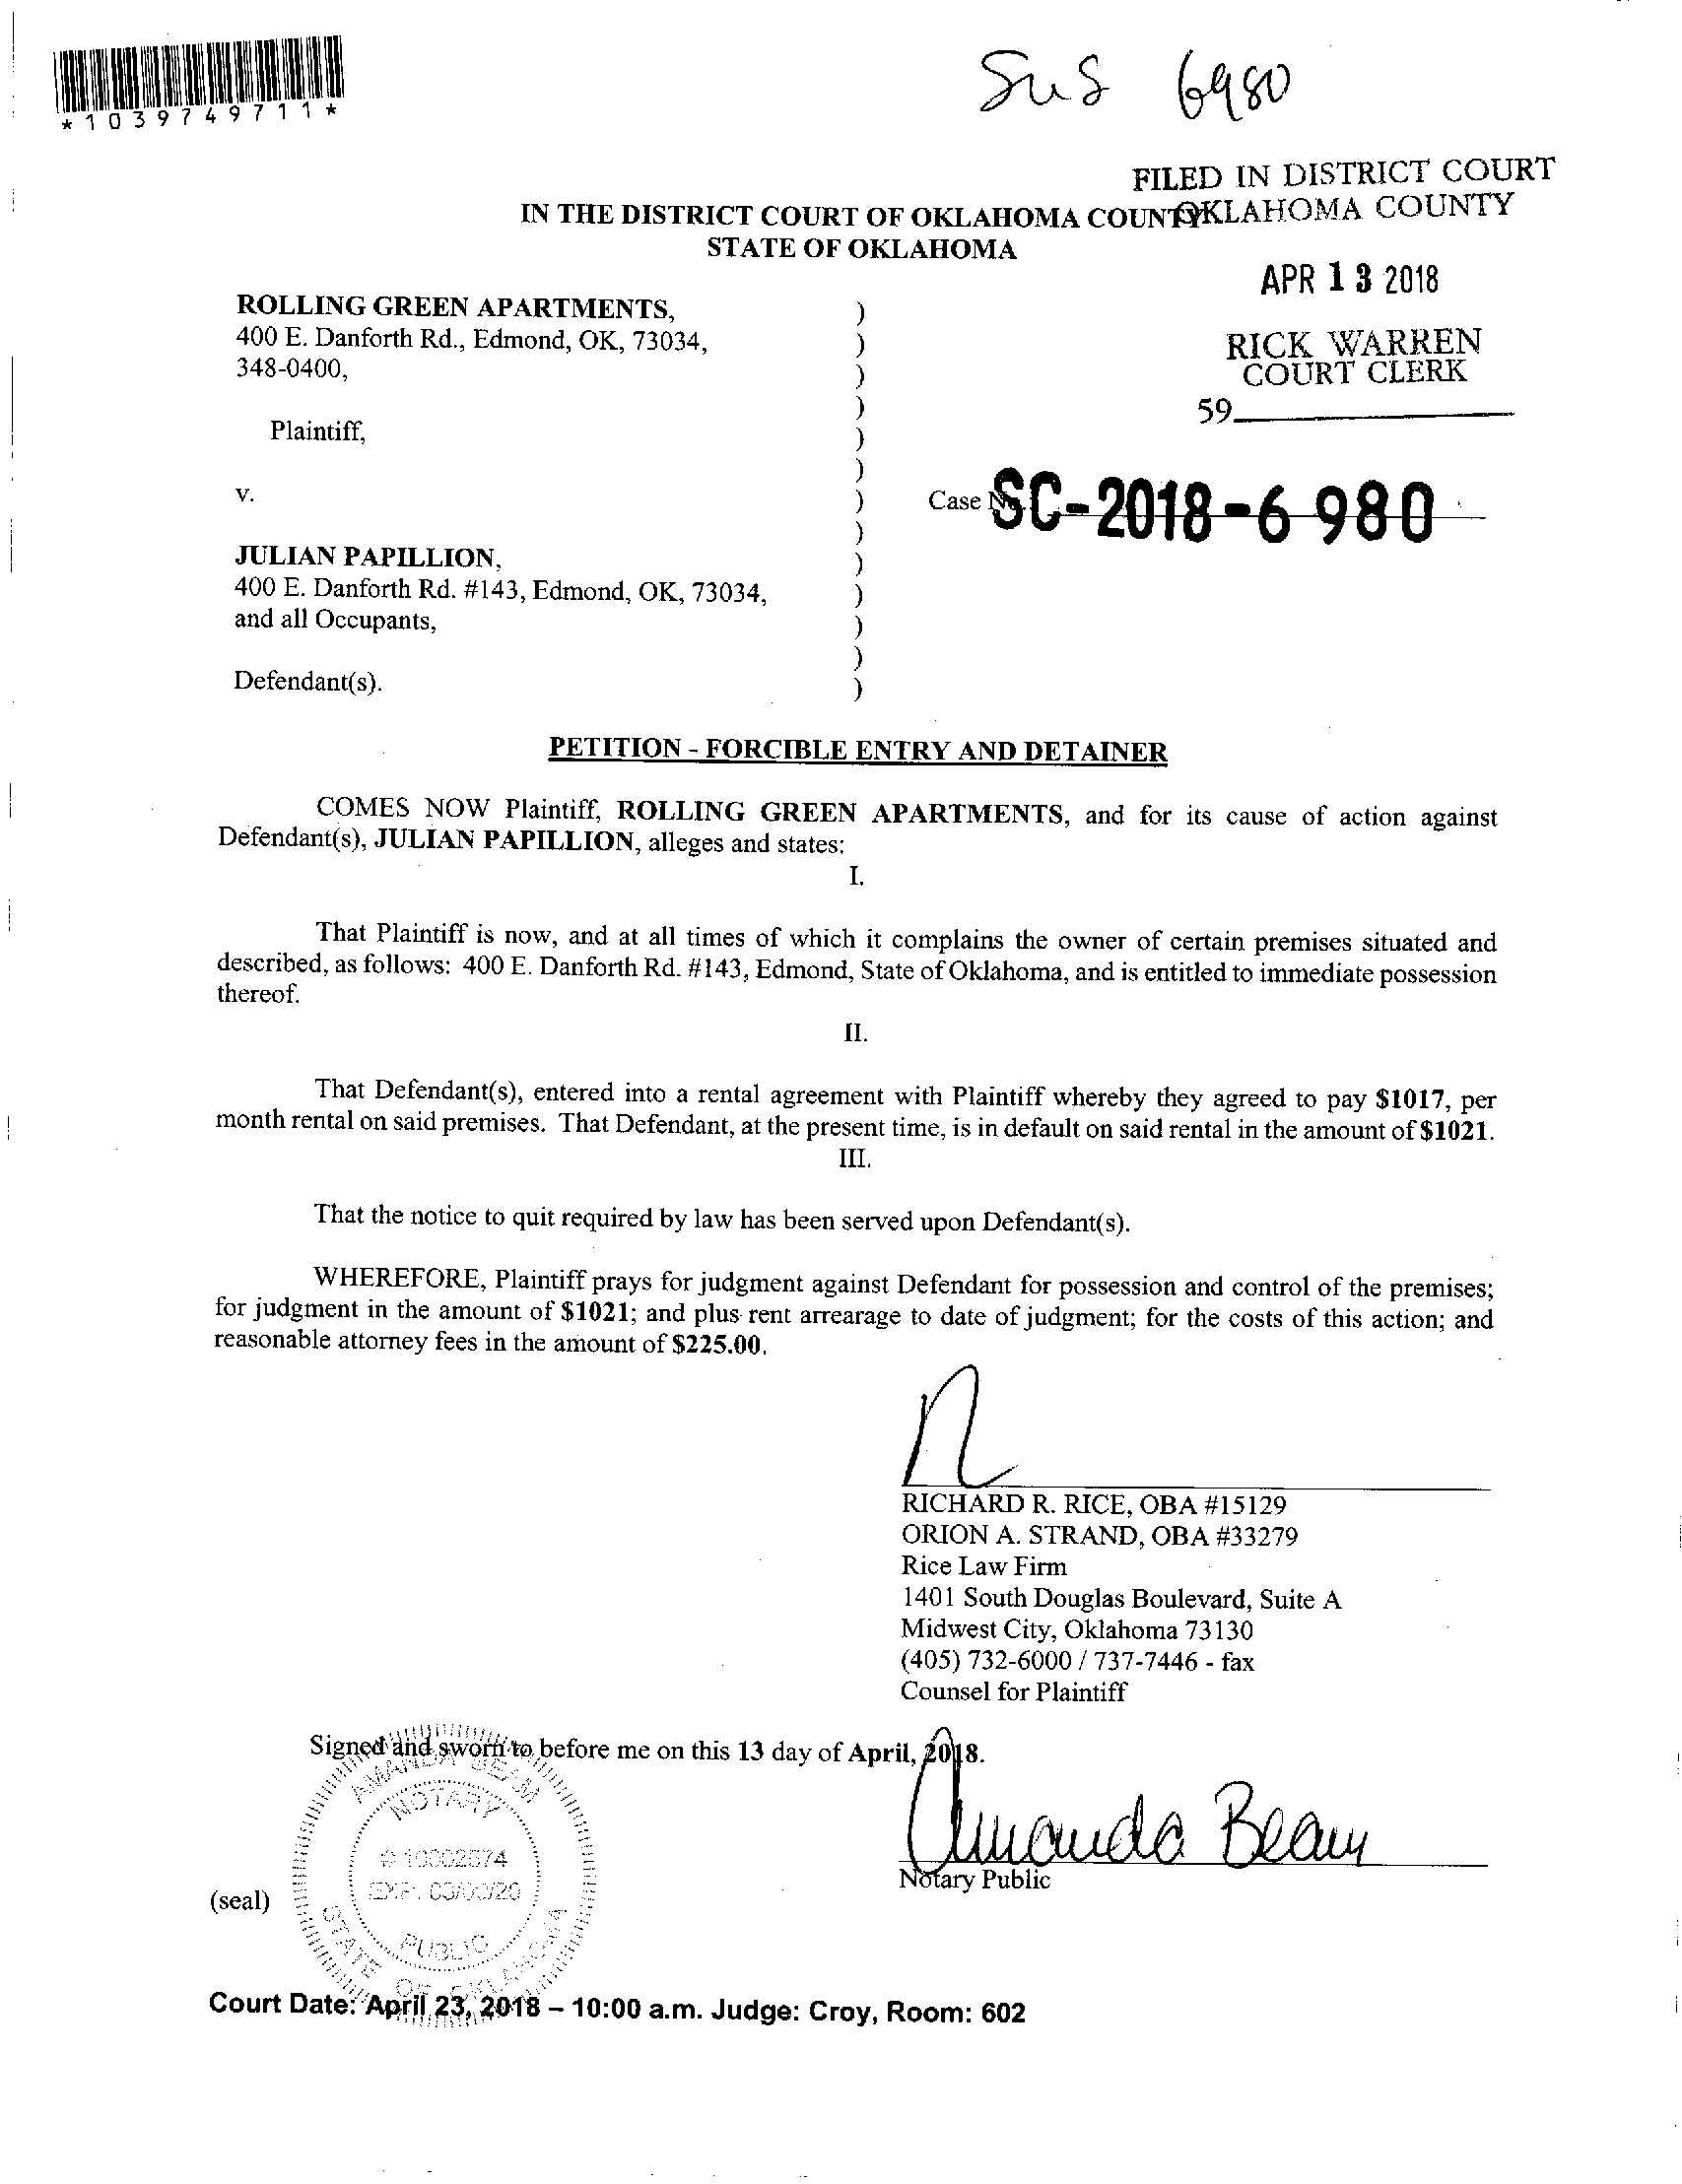 *1039749711*
SuS 6980
FILED IN DISTRICT COURT
OKLAHOMA COUNTY
IN THE DISTRICT COURT OF OKLAHOMA COUNTY
STATE OF OKLAHOMA
APR 13 2018
RICK WARREN
COURT CLERK
59
ROLLING GREEN APARTMENTS, )
400 E. Danforth Rd., Edmond, OK, 73034, )
348-0400, )
)
Plaintiff, )
)
v. ) Case No. SC-2018-6980
)
JULIAN PAPILLION, )
400 E. Danforth Rd. #143, Edmond, OK, 73034, )
and all Occupants, )
)
Defendant(s). )
PETITION - FORCIBLE ENTRY AND DETAINER
COMES NOW Plaintiff, ROLLING GREEN APARTMENTS, and for its cause of action against
Defendant(s), JULIAN PAPILLION, alleges and states:
I.
That Plaintiff is now, and at all times of which it complains the owner of certain premises situated and
described, as follows: 400 E. Danforth Rd. #143, Edmond, State of Oklahoma, and is entitled to immediate possession
thereof.
II.
That Defendant(s), entered into a rental agreement with Plaintiff whereby they agreed to pay $1017, per
month rental on said premises. That Defendant, at the present time, is in default on said rental in the amount of $1021.
III.
That the notice to quit required by law has been served upon Defendant(s).
WHEREFORE, Plaintiff prays for judgment against Defendant for possession and control of the premises;
for judgment in the amount of $1021; and plus rent arrearage to date of judgment; for the costs of this action; and
reasonable attorney fees in the amount of $225.00.
RICHARD R. RICE, OBA #15129
ORION A. STRAND, OBA #33279
Rice Law Firm
1401 South Douglas Boulevard, Suite A
Midwest City, Oklahoma 73130
(405) 732-6000 / 737-7446 - fax
Counsel for Plaintiff
Signed and sworn to before me on this 13 day of April, 2018.
AMANDA BEAM
NOTARY
# 10002574
EXP.
PUBLIC
STATE OF OKLAHOMA
Amanda Beam
Notary Public
(seal)
Court Date: April 23, 2018 – 10:00 a.m. Judge: Croy, Room: 602